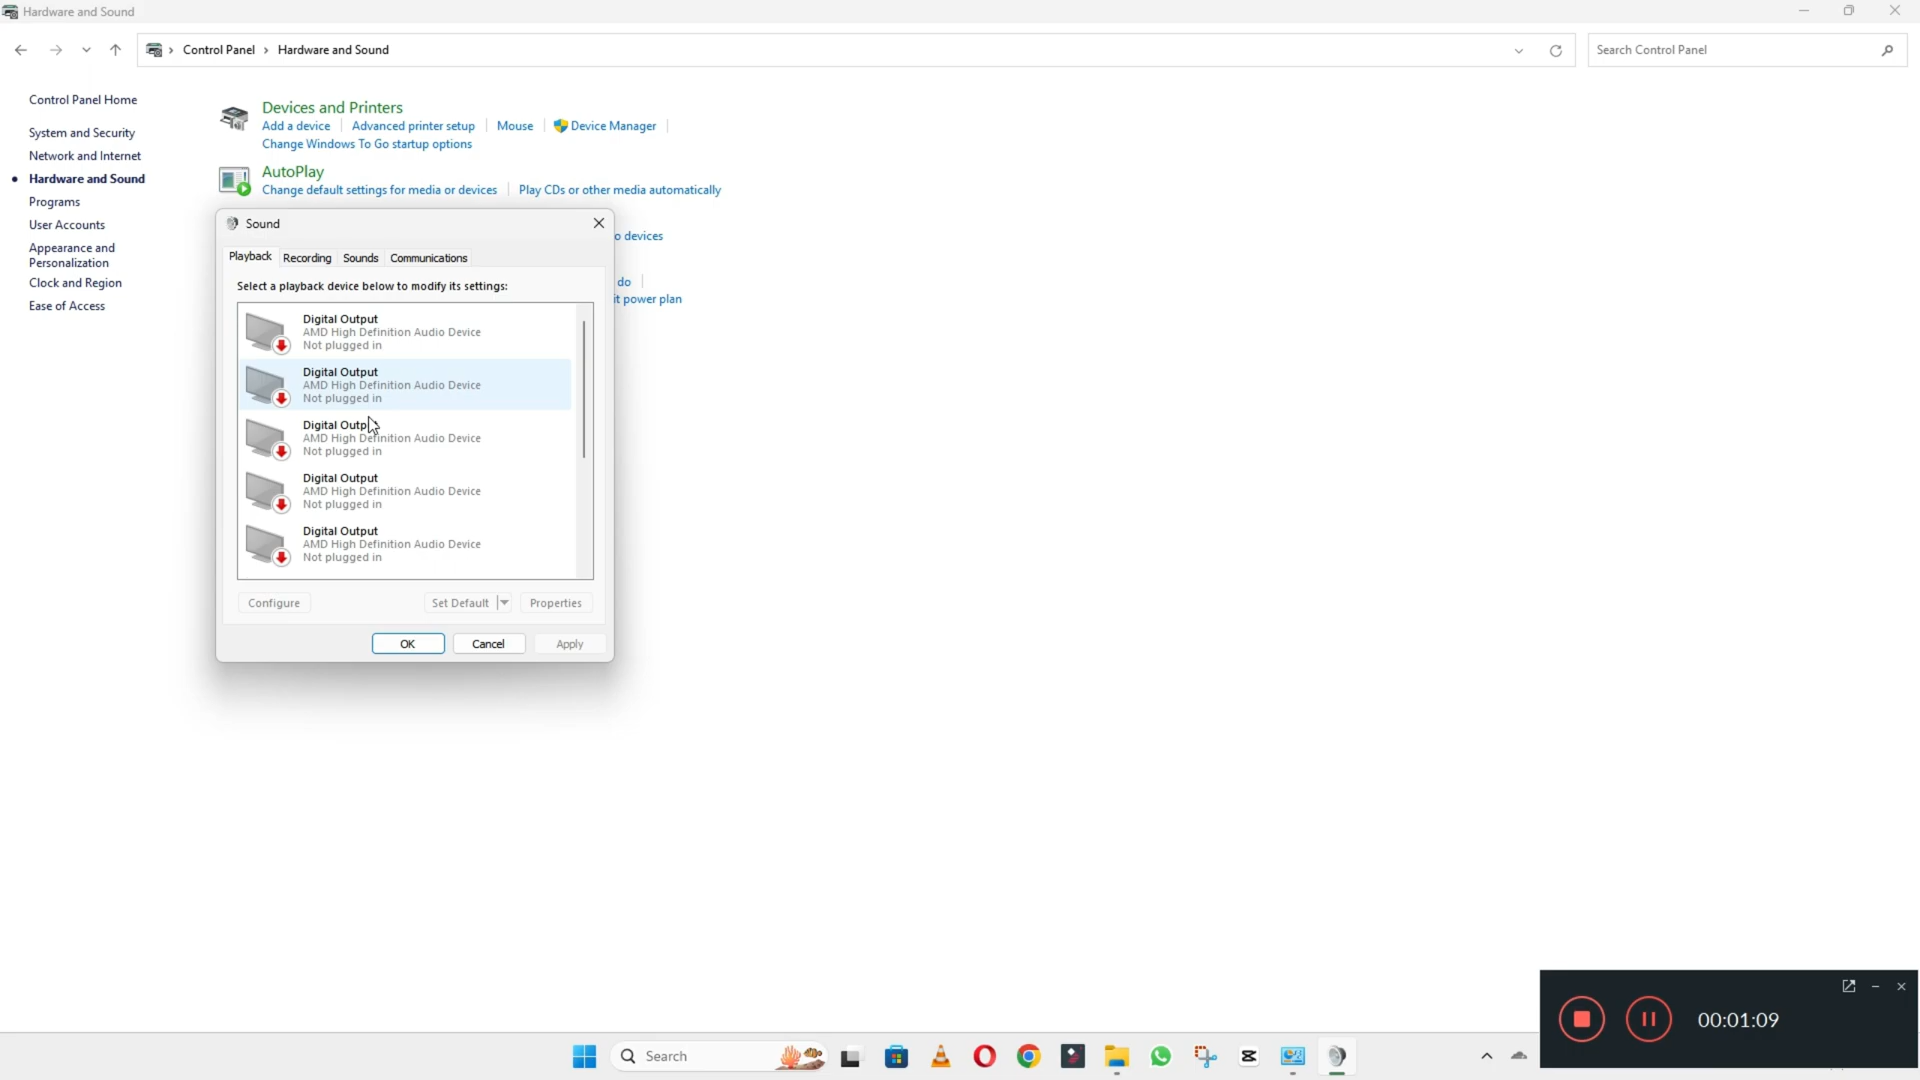 Hardware and Sound
Control Panel
Hardware and Sound
Search Control Panel
Control Panel Home
System and Security
Network and Internet
Hardware and Sound
Programs
User Accounts
Appearance and
Personalization
Clock and Region
Ease of Access
Devices and Printers
Add a device
Advanced printer setup
Mouse
Device Manager
Change Windows To Go startup options
AutoPlay
Change default settings for media or devices
Play CDs or other media automatically
o devices
do
it power plan
Sound
Playback
Recording
Sounds
Communications
Select a playback device below to modify its settings:
Digital Output
AMD High Definition Audio Device
Not plugged in
Digital Output
AMD High Definition Audio Device
Not plugged in
Digital Output
AMD High Definition Audio Device
Not plugged in
Digital Output
AMD High Definition Audio Device
Not plugged in
Digital Output
AMD High Definition Audio Device
Not plugged in
Configure
Set Default
Properties
OK
Cancel
Apply
00:01:09
Search